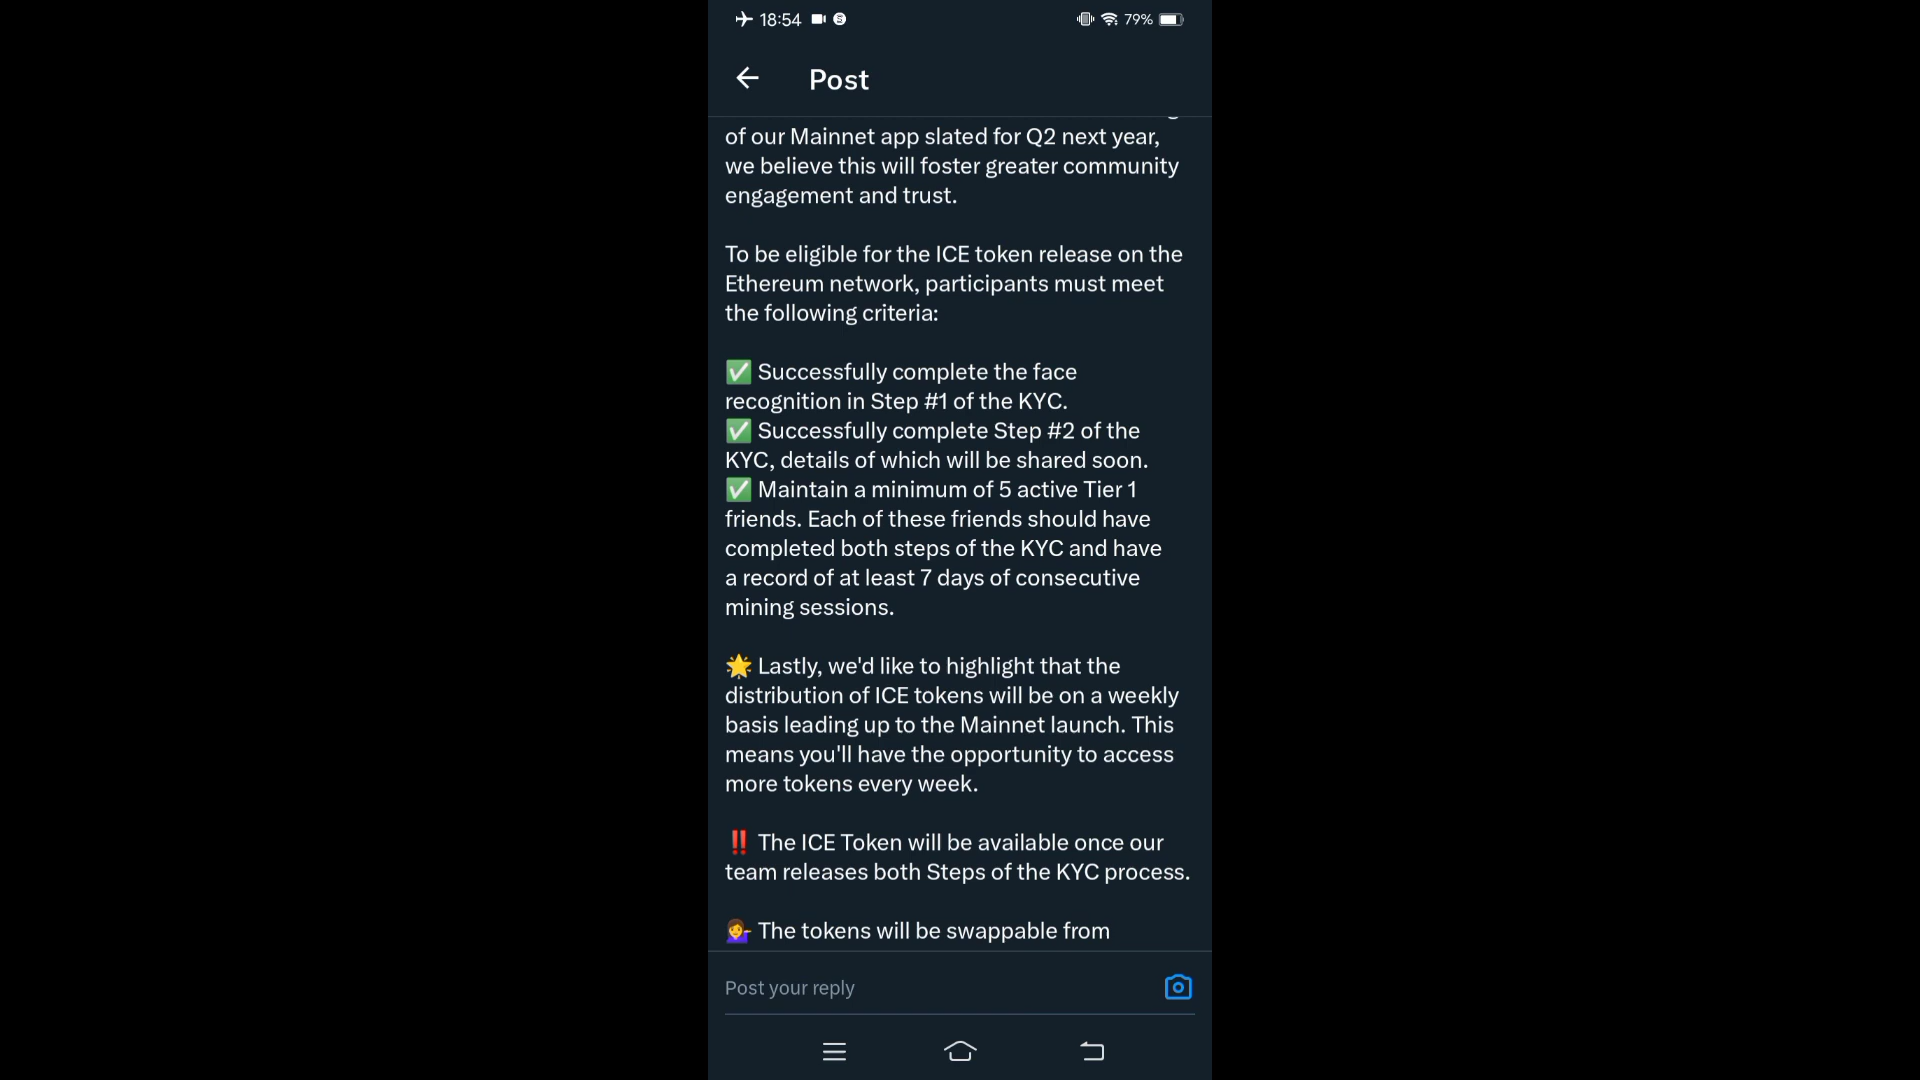 18:54
79%
Post
of our Mainnet app slated for Q2 next year,
we believe this will foster greater community
engagement and trust.
To be eligible for the ICE token release on the
Ethereum network, participants must meet
the following criteria:
✅ Successfully complete the face
recognition in Step #1 of the KYC.
✅ Successfully complete Step #2 of the
KYC, details of which will be shared soon.
✅ Maintain a minimum of 5 active Tier 1
friends. Each of these friends should have
completed both steps of the KYC and have
a record of at least 7 days of consecutive
mining sessions.
🌟 Lastly, we'd like to highlight that the
distribution of ICE tokens will be on a weekly
basis leading up to the Mainnet launch. This
means you'll have the opportunity to access
more tokens every week.
‼️ The ICE Token will be available once our
team releases both Steps of the KYC process.
💁‍♀️ The tokens will be swappable from
Post your reply